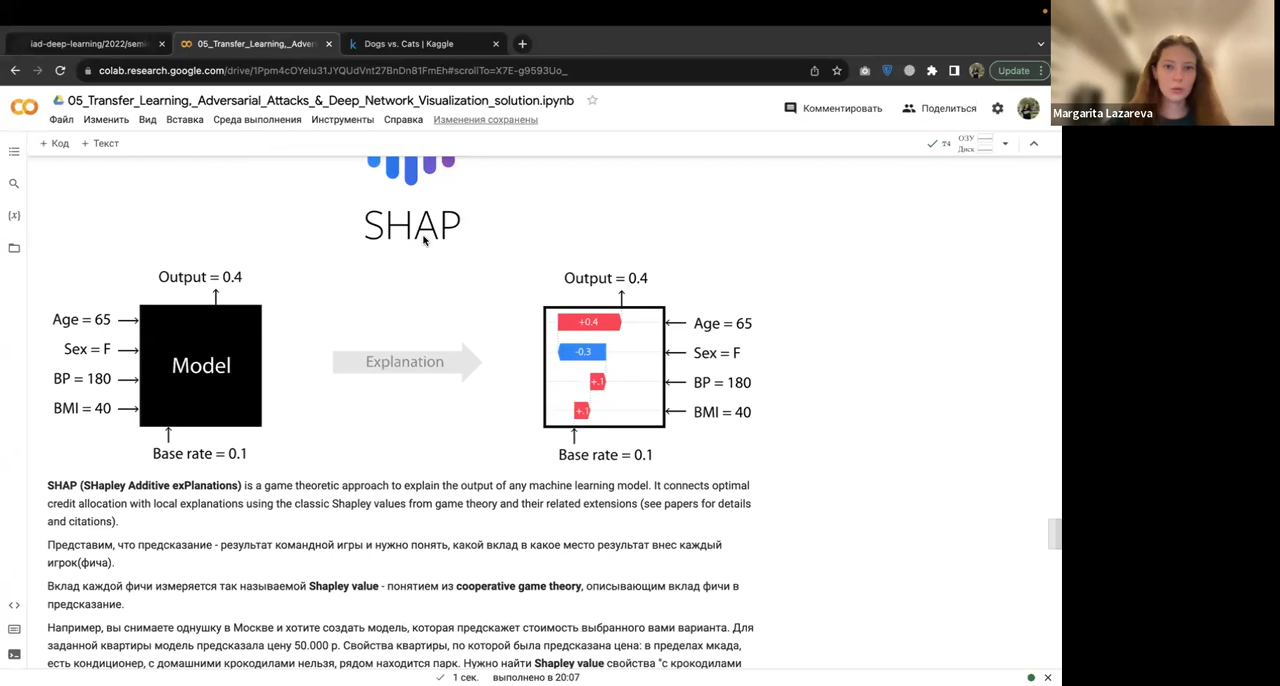 iad-deep-learning/2022/semi
05_Transfer_Learning,_Adver
Dogs vs. Cats | Kaggle
colab.research.google.com/drive/1Ppm4cOYelu31JYQUdVnt27BnDn81FmEh#scrollTo=X7E-g9593Uo_
Update
Margarita Lazareva
05_Transfer_Learning,_Adversarial_Attacks_&_Deep_Network_Visualization_solution.ipynb
Комментировать
Поделиться
Файл Изменить Вид Вставка Среда выполнения Инструменты Справка Изменения сохранены
+ Код + Текст
T4
ОЗУ
Диск
SHAP
Output = 0.4
Age = 65
Sex = F
BP = 180
BMI = 40
Model
Base rate = 0.1
Explanation
Output = 0.4
+0.4
-0.3
+.1
+.1
Age = 65
Sex = F
BP = 180
BMI = 40
Base rate = 0.1
SHAP (SHapley Additive exPlanations) is a game theoretic approach to explain the output of any machine learning model. It connects optimal
credit allocation with local explanations using the classic Shapley values from game theory and their related extensions (see papers for details
and citations).
Представим, что предсказание - результат командной игры и нужно понять, какой вклад в какое место результат внес каждый
игрок(фича).
Вклад каждой фичи измеряется так называемой Shapley value - понятием из cooperative game theory, описывающим вклад фичи в
предсказание.
Например, вы снимаете однушку в Москве и хотите создать модель, которая предскажет стоимость выбранного вами варианта. Для
заданной квартиры модель предсказала цену 50.000 р. Свойства квартиры, по которой была предсказана цена: в пределах мкада,
есть кондиционер, с домашними крокодилами нельзя, рядом находится парк. Нужно найти Shapley value свойства "с крокодилами
1 сек. выполнено в 20:07